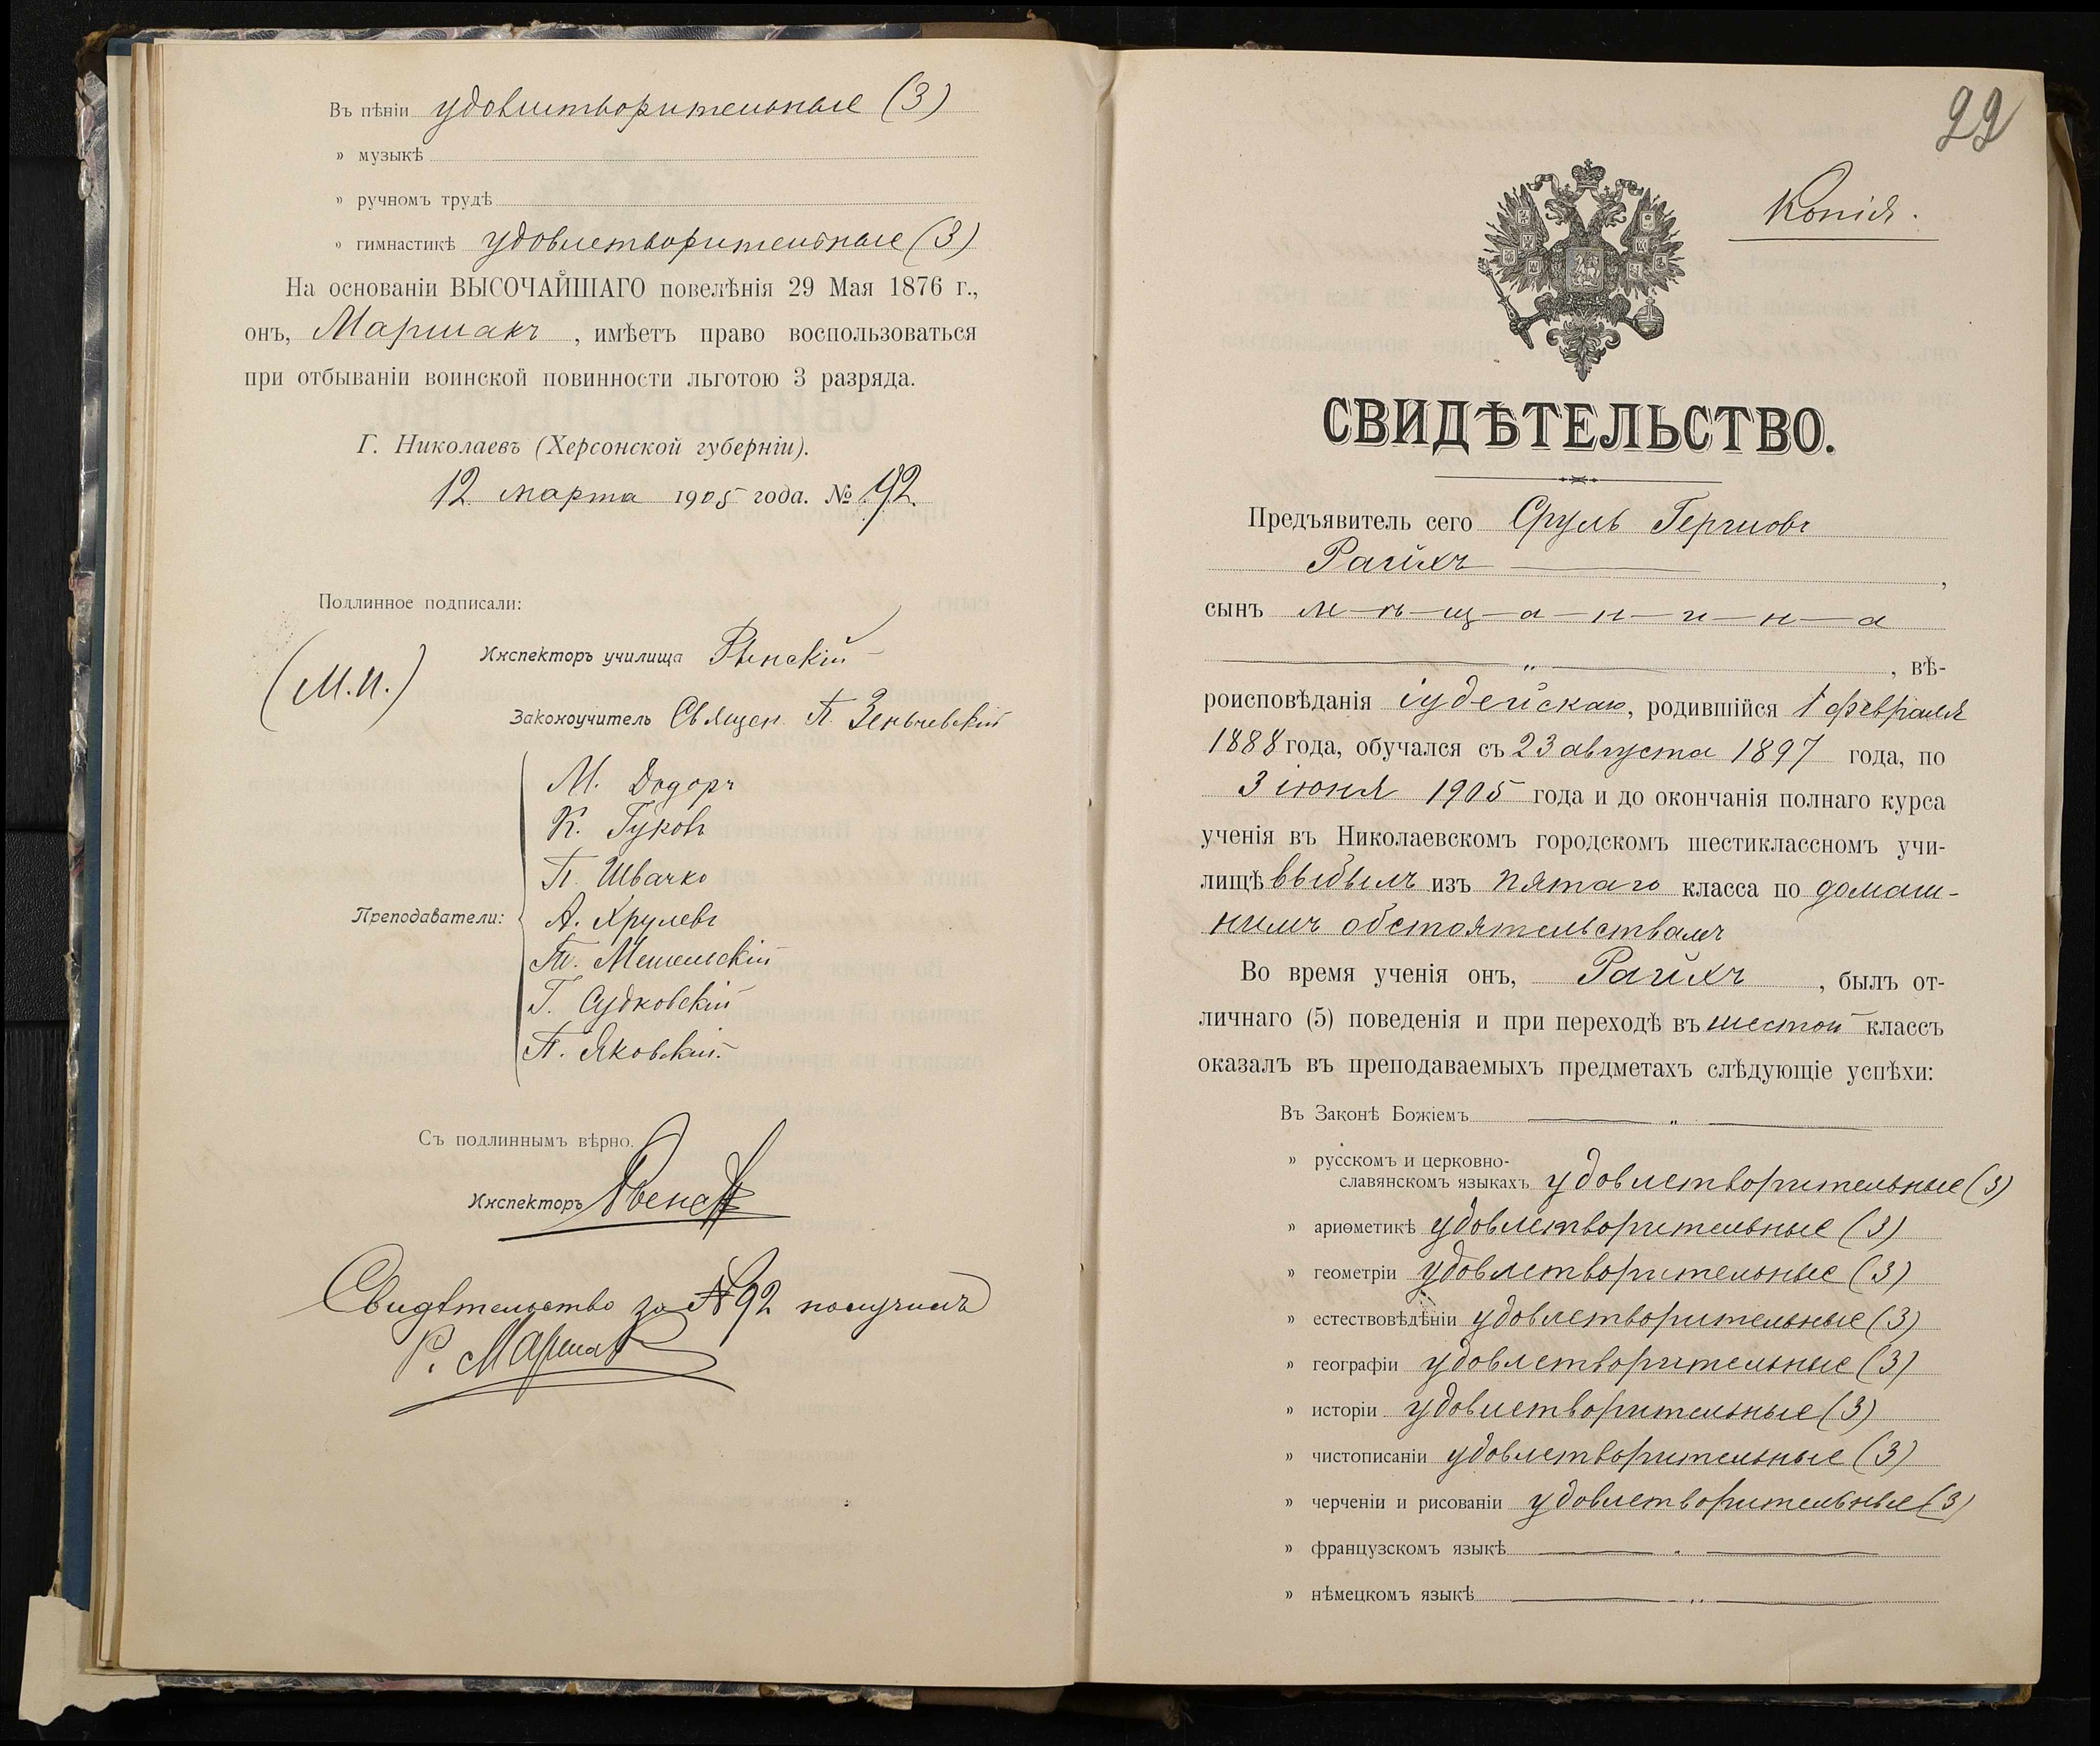 Въ пѣніи удовлетворительные (3)
» музыкѣ
» ручномъ трудѣ
» гимнастикѣ удовлетворительные (3)
На основаніи ВЫСОЧАЙШАГО повелѣнія 29 Мая 1876 г.,
онъ, Маршакъ, имѣетъ право воспользоваться
при отбываніи воинской повинности льготою 3 разряда.
Г. Николаевъ (Херсонской губерніи).
12 марта 1905 года. № 92.
Подлинное подписали:
(М.П.)
Инспекторъ училища Рѣнскій
Законоучитель Священ. П. Зеньчевскій
Преподаватели:
М. Додоръ
К. Гуковъ
П. Швачко
А. Хрулевъ
Г. Судковскій
П. Яковскій.
Съ подлиннымъ вѣрно.
Инспекторъ
Свидѣтельство за № 92 получилъ
Р. Маршакъ
22
Копія.
СВИДѢТЕЛЬСТВО.
Предъявитель сего Сруль Гершовъ
Райхъ,
сынъ м-ѣ-щ-а-н-и-н-а
„ , вѣ-
роисповѣданія іудейскаго, родившійся 1 февраля
1888 года, обучался съ 23 августа 1897 года, по
3 іюня 1905 года и до окончанія полнаго курса
ученія въ Николаевскомъ городскомъ шестиклассномъ учи-
лищѣ выбылъ изъ пятаго класса по домаш-
нимъ обстоятельствамъ
Во время ученія онъ, Райхъ, былъ от-
личнаго (5) поведенія и при переходѣ въ шестой классъ
оказалъ въ преподаваемыхъ предметахъ слѣдующіе успѣхи:
Въ Законѣ Божіемъ „
» русскомъ и церковно-
славянскомъ языкахъ удовлетворительные (3)
» ариѳметикѣ удовлетворительные (3)
» геометріи удовлетворительные (3)
» естествовѣдѣніи удовлетворительные (3)
» географіи удовлетворительные (3)
» исторіи удовлетворительные (3)
» чистописаніи удовлетворительные (3)
» черченіи и рисованіи удовлетворительные (3)
» французскомъ языкѣ „
» нѣмецкомъ языкѣ „